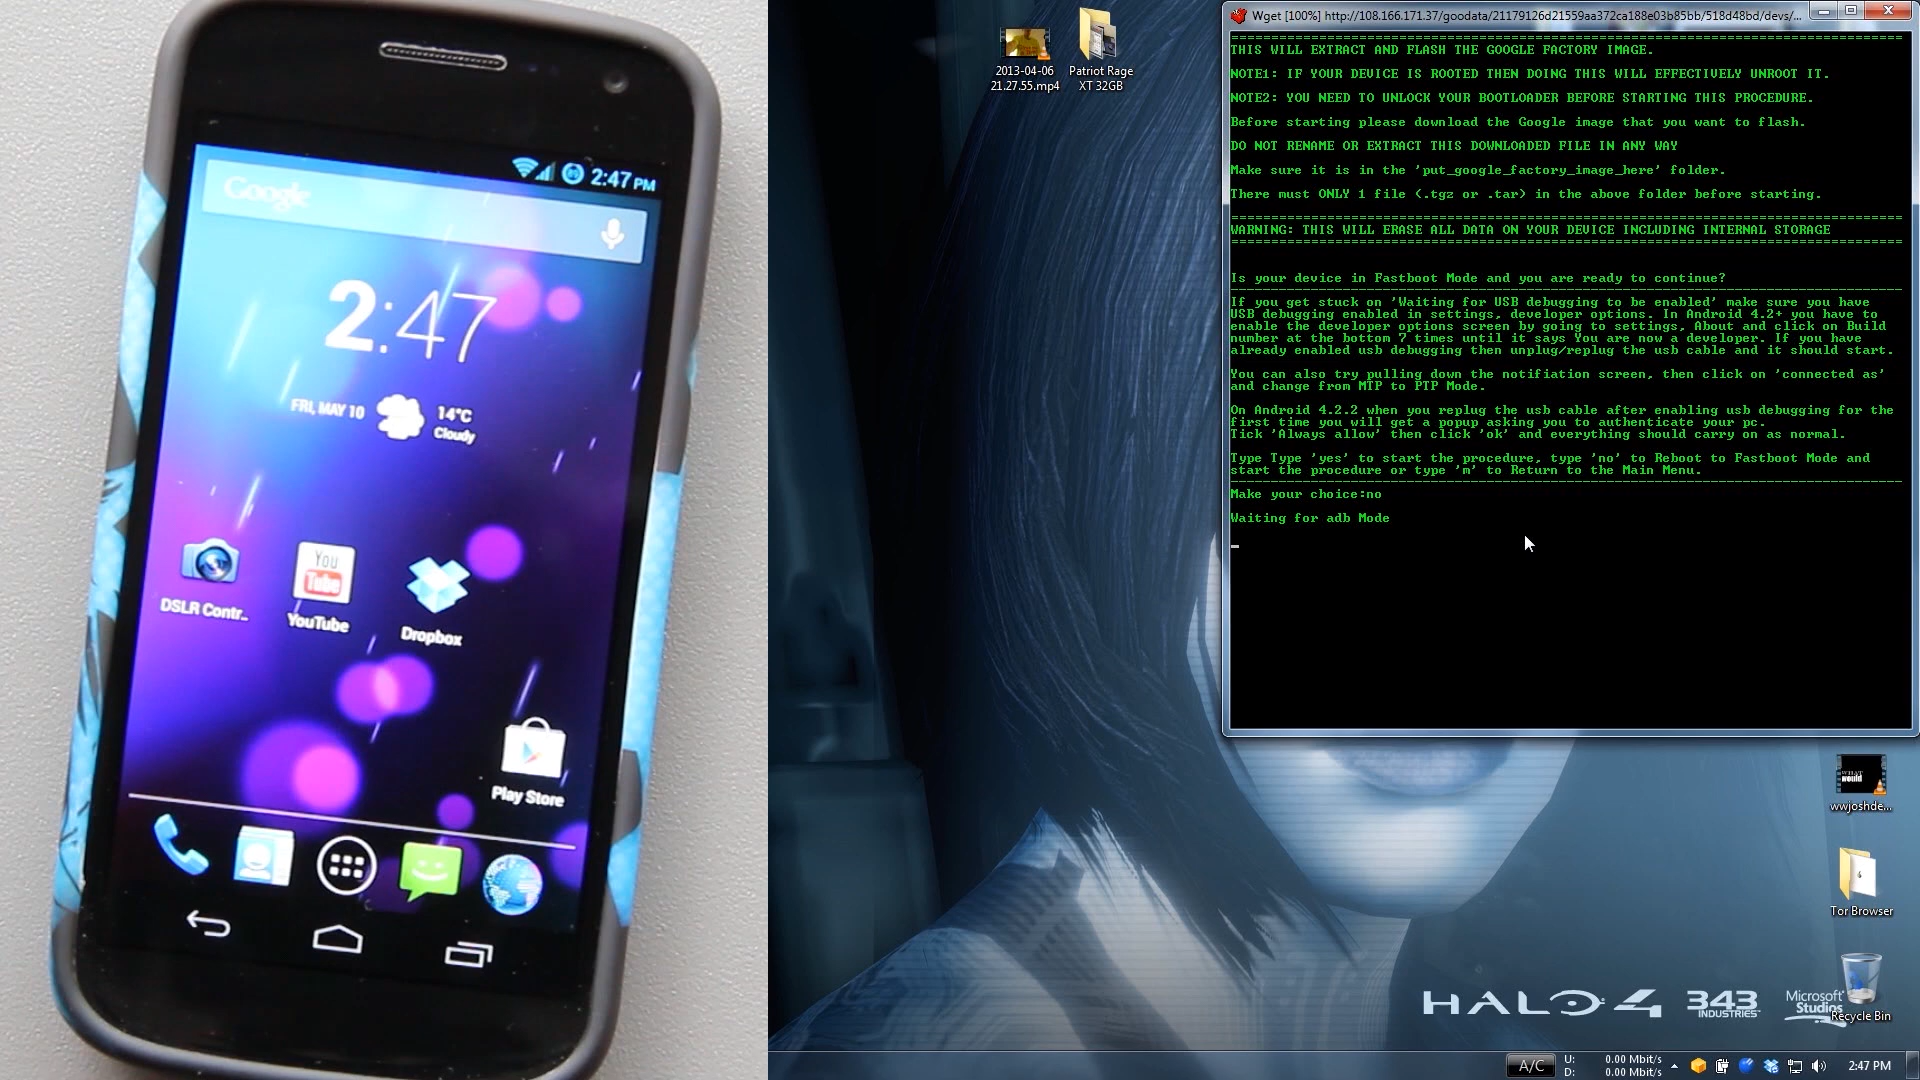 2:47 PM
Google
2:47
FRI, MAY 10
14°C
Cloudy
DSLR Contr..
You
Tube
YouTube
Dropbox
Play Store
2013-04-06
21.27.55.mp4
Patriot Rage
XT 32GB
Wget [100%] http://108.166.171.37/goodata/21179126d21559aa372ca188e03b85bb/518d48bd/devs/...
THIS WILL EXTRACT AND FLASH THE GOOGLE FACTORY IMAGE.
NOTE1: IF YOUR DEVICE IS ROOTED THEN DOING THIS WILL EFFECTIVELY UNROOT IT.
NOTE2: YOU NEED TO UNLOCK YOUR BOOTLOADER BEFORE STARTING THIS PROCEDURE.
Before starting please download the Google image that you want to flash.
DO NOT RENAME OR EXTRACT THIS DOWNLOADED FILE IN ANY WAY
Make sure it is in the 'put_google_factory_image_here' folder.
There must ONLY 1 file (.tgz or .tar) in the above folder before starting.
WARNING: THIS WILL ERASE ALL DATA ON YOUR DEVICE INCLUDING INTERNAL STORAGE
Is your device in Fastboot Mode and you are ready to continue?
If you get stuck on 'Waiting for USB debugging to be enabled' make sure you have
USB debugging enabled in settings, developer options. In Android 4.2+ you have to
enable the developer options screen by going to settings, About and click on Build
number at the bottom 7 times until it says You are now a developer. If you have
already enabled usb debugging then unplug/replug the usb cable and it should start.
You can also try pulling down the notifiation screen, then click on 'connected as'
and change from MTP to PTP Mode.
On Android 4.2.2 when you replug the usb cable after enabling usb debugging for the
first time you will get a popup asking you to authenticate your pc.
Tick 'Always allow' then click 'ok' and everything should carry on as normal.
Type Type 'yes' to start the procedure, type 'no' to Reboot to Fastboot Mode and
start the procedure or type 'm' to Return to the Main Menu.
Make your choice:no
Waiting for adb Mode
WHAT
would
wwjoshde...
Tor Browser
HALO 4
343
INDUSTRIES
Microsoft
Studios
Recycle Bin
A/C
U: 0.00 Mbit/s
D: 0.00 Mbit/s
2:47 PM